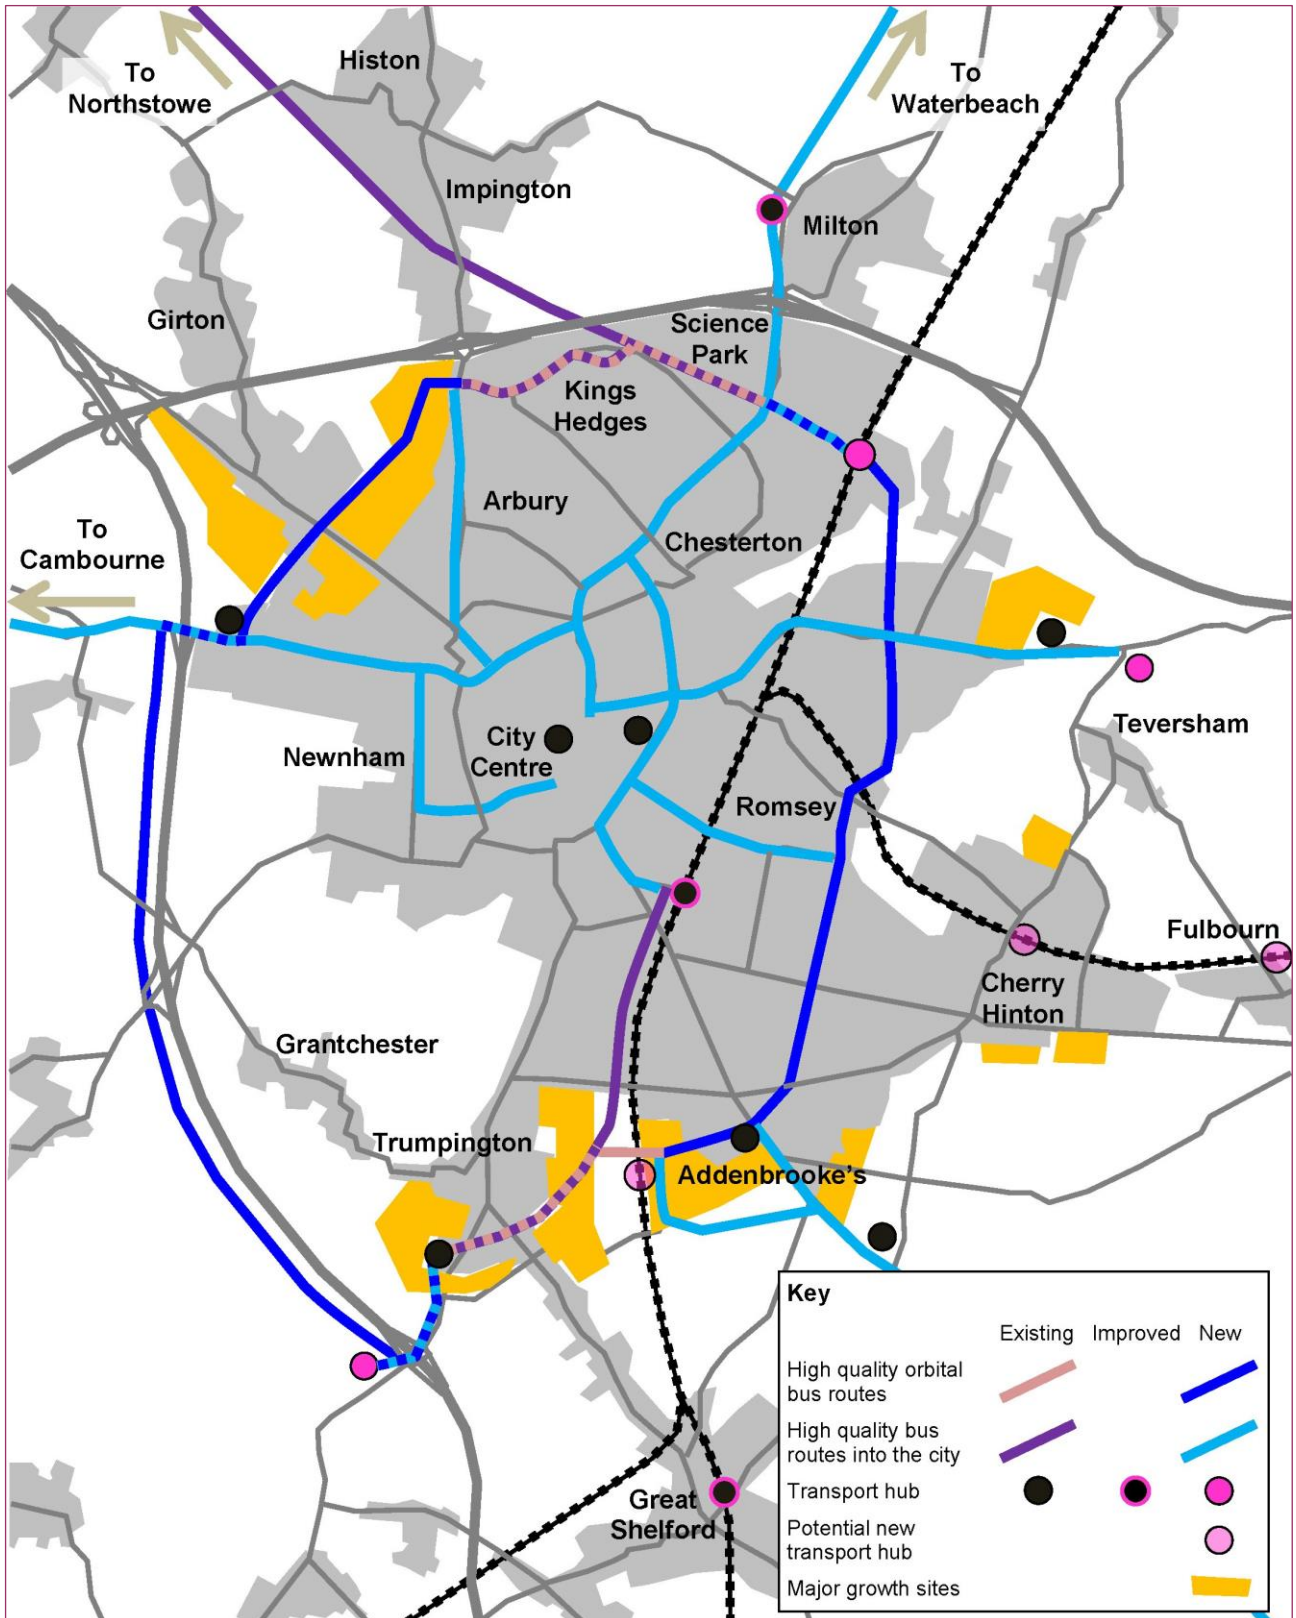 Histon
To
Northstowe
To
Waterbeach
Impington
Milton
Girton
Science
Park
Kings
Hedges
Arbury
To
Cambourne
Chesterton
Newnham
City
Centre
Teversham
Romsey
Fulbourn
Cherry
Hinton
Grantchester
Trumpington
Addenbrooke's
Great
Shelford
Key
Existing Improved New
High quality orbital
bus routes
High quality bus
routes into the city
Transport hub
Potential new
transport hub
Major growth sites